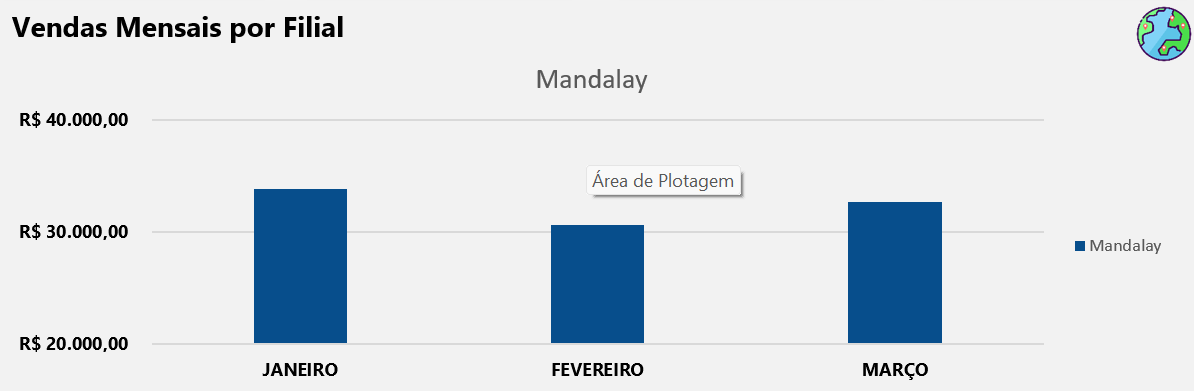 Vendas Mensais por Filial
Mandalay
R$ 40.000,00
Área de Plotagem
R$ 30.000,00
Mandalay
R$ 20.000,00
JANEIRO FEVEREIRO MARÇO